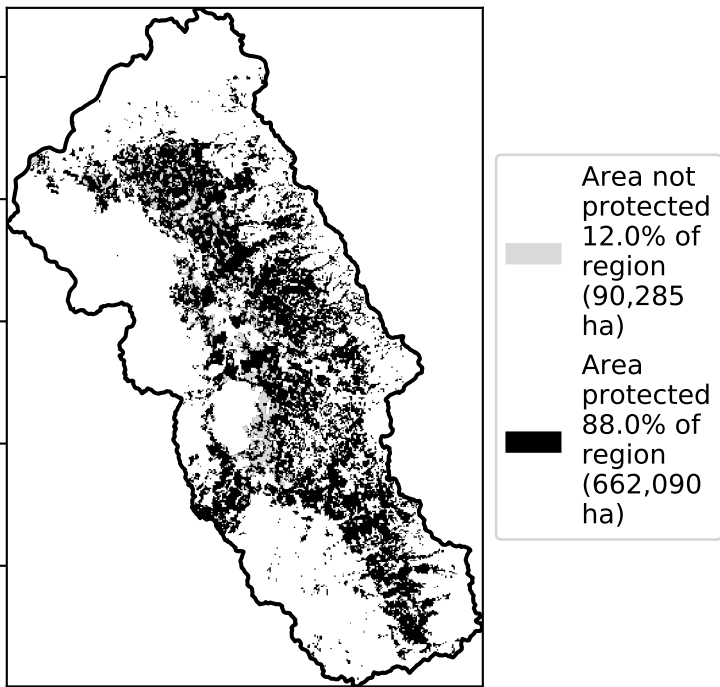 Area not
protected
12.0% of
region
(90,285
ha)
Area
protected
88.0% of
region
(662,090
ha)